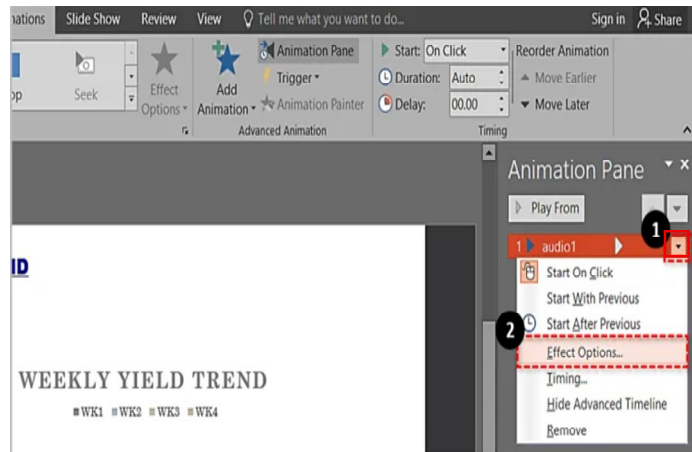 nations Slide Show Review View Tell me what you want to do... Sign in Share
op Seek Effect Options Add Animation Animation Pane Start: On Click Reorder Animation
Trigger Duration: Auto Move Earlier
Animation Painter Delay: 00.00 Move Later
Advanced Animation Timing
Animation Pane
Play From
1
1 audio1
Start On Click
Start With Previous
2 Start After Previous
Effect Options...
Timing...
Hide Advanced Timeline
Remove
ID
WEEKLY YIELD TREND
WK1 WK2 WK3 WK4